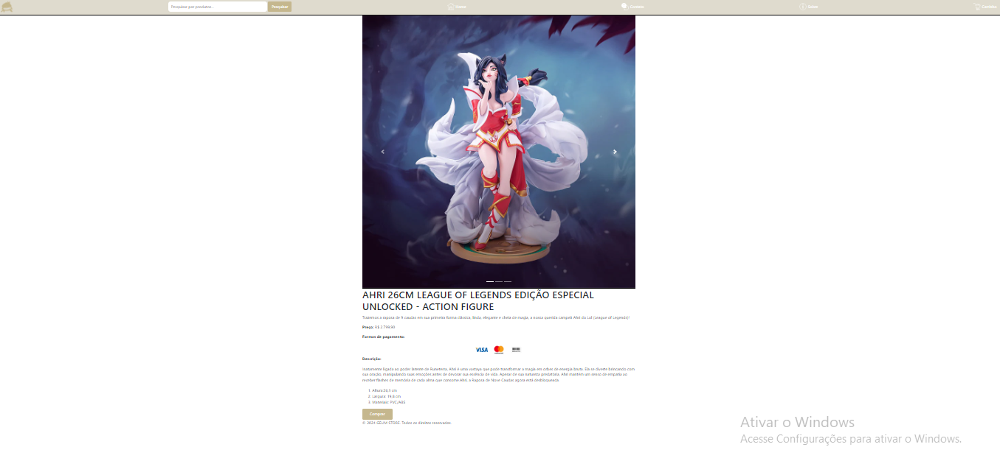 Pesquisar por produtos...
Pesquisar
Home
Contato
Sobre
Carrinho
AHRI 26CM LEAGUE OF LEGENDS EDIÇÃO ESPECIAL
UNLOCKED - ACTION FIGURE
Trazemos a raposa de 9 caudas em sua primeira forma clássica, linda, elegante e cheia de magia, a nossa querida campeã Ahri do Lol (League of Legends)!
Preço: R$ 2.799,90
Formas de pagamento:
VISA
Descrição:
Inatamente ligada ao poder latente de Runeterra, Ahri é uma vastaya que pode transformar a magia em orbes de energia bruta. Ela se diverte brincando com
sua oração, manipulando suas emoções antes de devorar sua essência de vida. Apesar de sua natureza predatória, Ahri mantém um senso de empatia ao
receber flashes de memória de cada alma que consome Ahri, a Raposa de Nove Caudas agora está desbloqueada.
1. Altura:26,3 cm
2. Largura: 19,8 cm
3. Materiais: PVC/ABS
Comprar
© 2024 GELIM STORE. Todos os direitos reservados.
Ativar o Windows
Acesse Configurações para ativar o Windows.